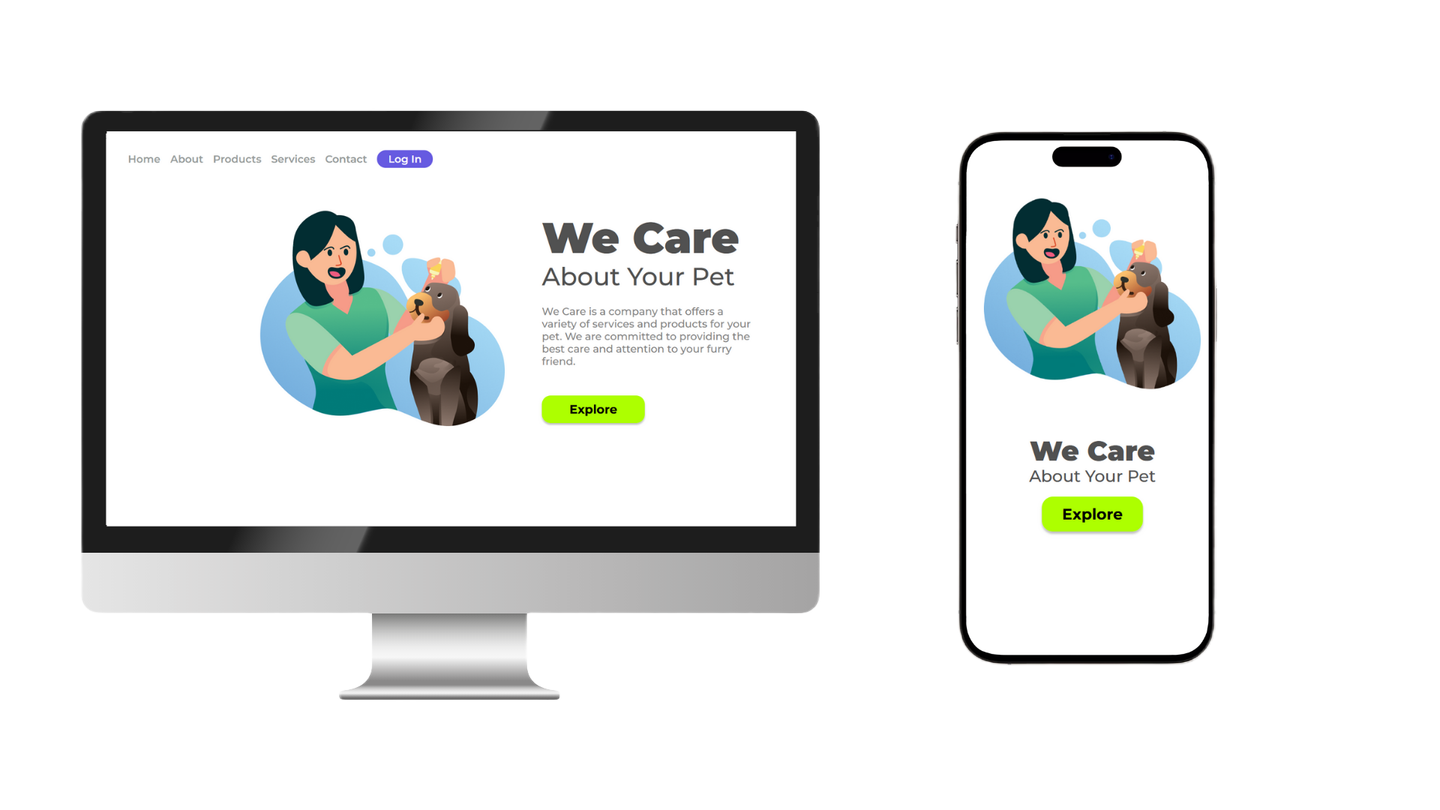 Home About Products Services Contact Log In
We Care
About Your Pet
We Care is a company that offers a
variety of services and products for your
pet. We are committed to providing the
best care and attention to your furry
friend.
Explore
We Care
About Your Pet
Explore